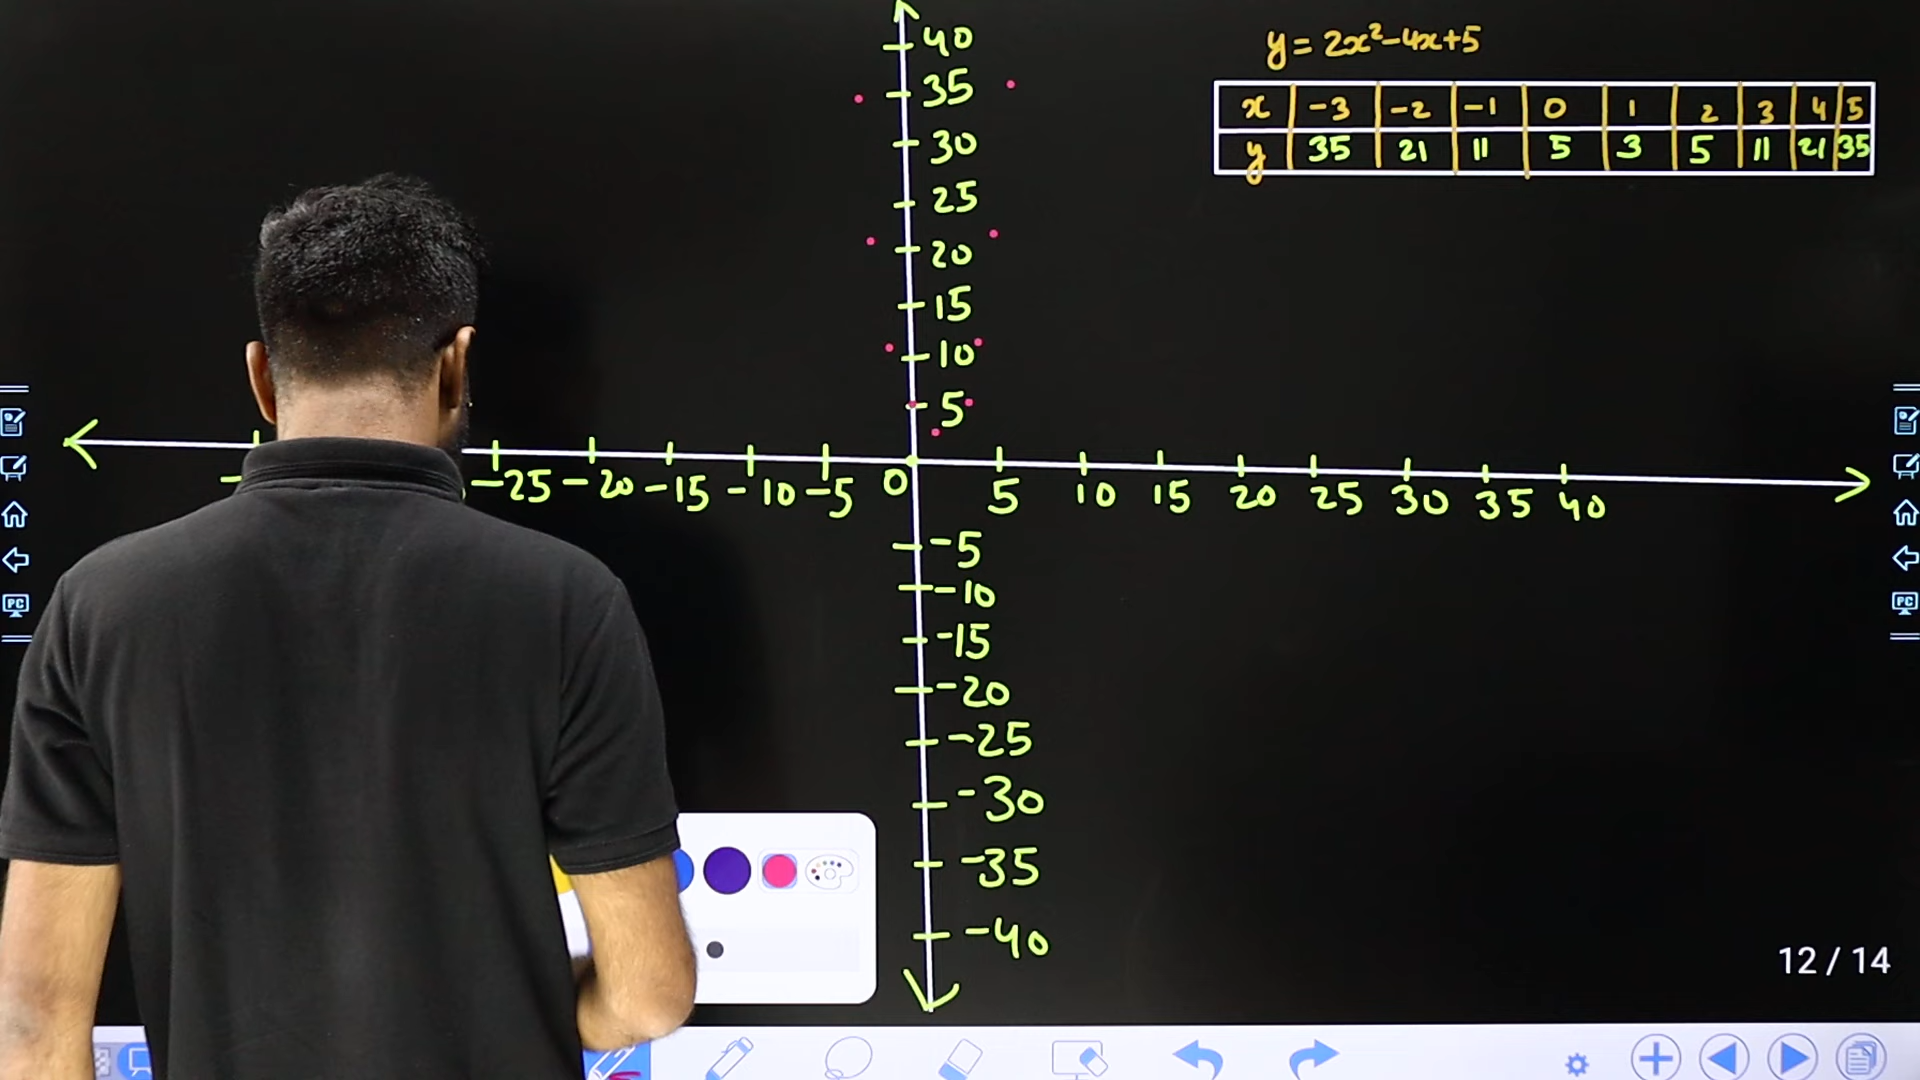 y = 2x²-4x+5
x -3 -2 -1 0 1 2 3 4 5
y 35 21 11 5 3 5 11 21 35
40
35
30
25
20
15
10
5
-25 -20 -15 -10 -5 0 5 10 15 20 25 30 35 40
-5
-10
-15
-20
-25
-30
-35
-40
12 / 14
PC
PC